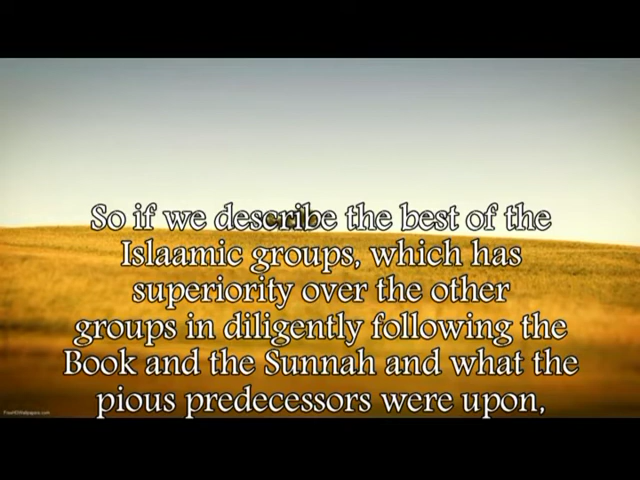 So if we describe the best of the
Islaamic groups, which has
superiority over the other
groups in diligently following the
Book and the Sunnah and what the
pious predecessors were upon,